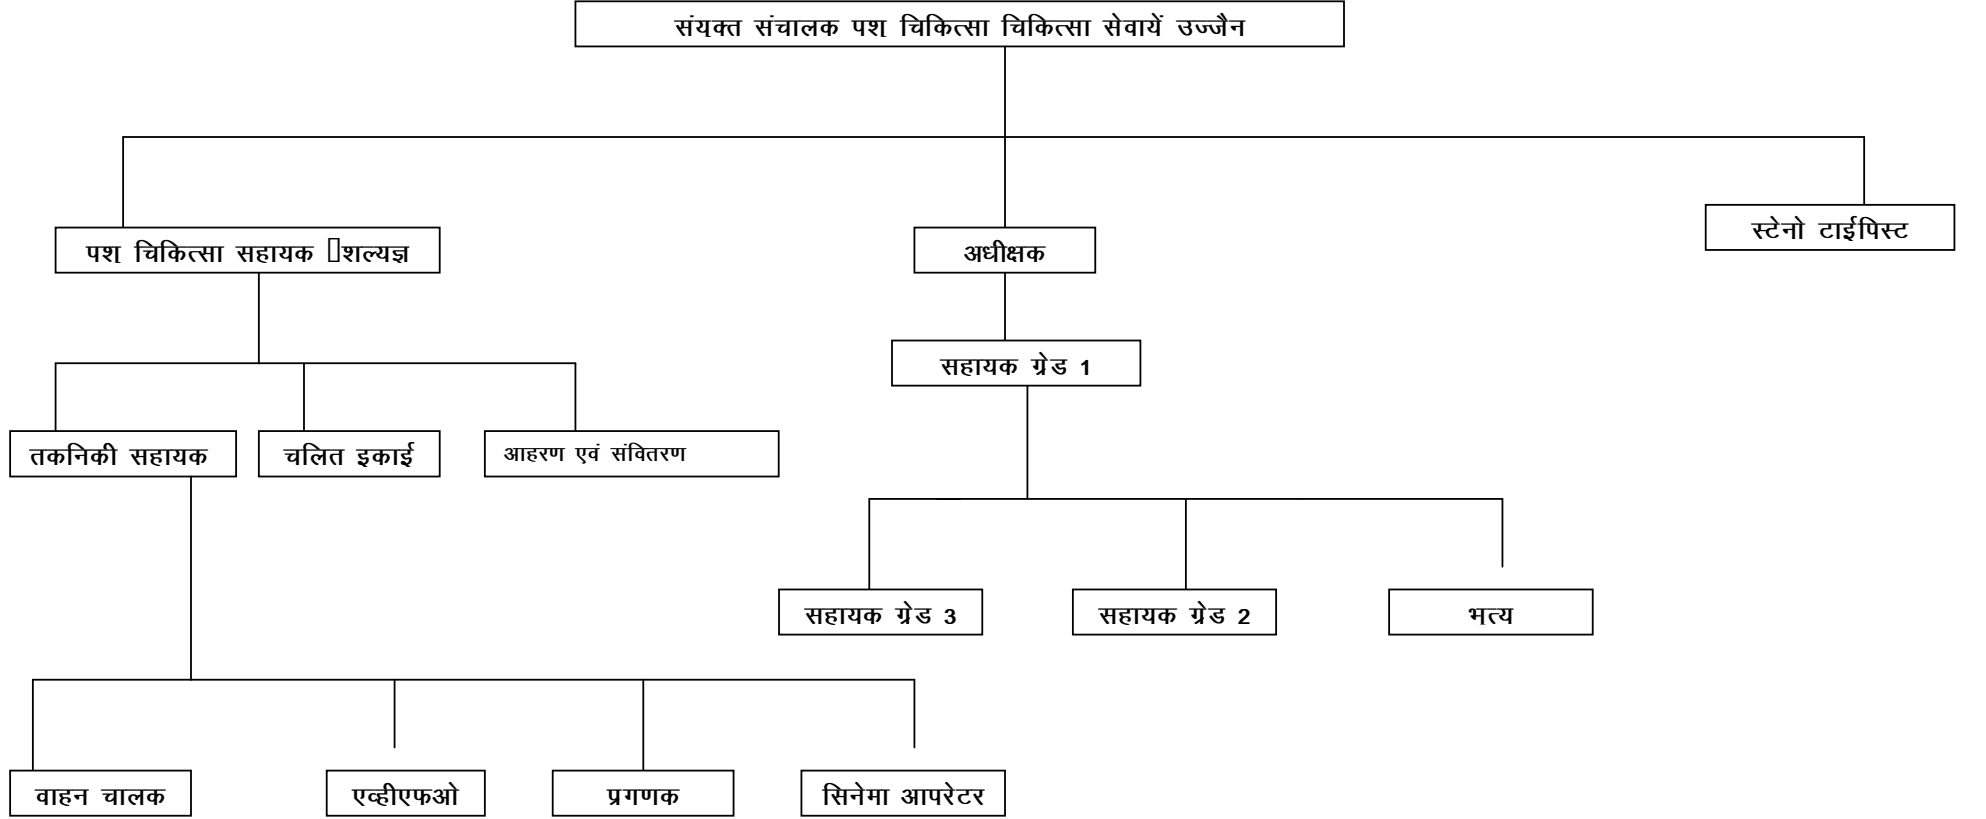 संयुक्त संचालक पशु चिकित्सा चिकित्सा सेवायें उज्जैन
स्टेनो टाईपिस्ट
पशु चिकित्सा सहायक शल्यज्ञ
अधीक्षक
सहायक ग्रेड 1
तकनिकी सहायक
चलित इकाई
आहरण एवं संवितरण
सहायक ग्रेड 3
सहायक ग्रेड 2
भृत्य
वाहन चालक
एव्हीएफओ
प्रगणक
सिनेमा आपरेटर